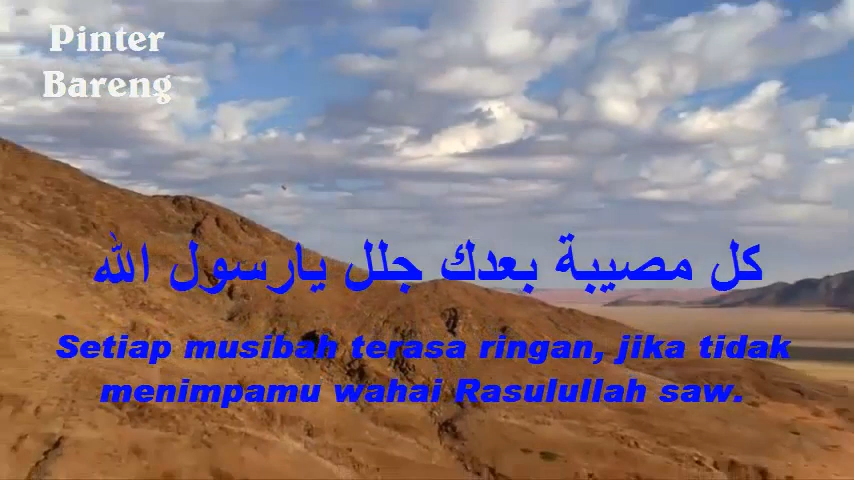 Pinter
Bareng
كل مصيبة بعدك جلل يارسول الله
Setiap musibah terasa ringan, jika tidak
menimpamu wahai Rasulullah saw.